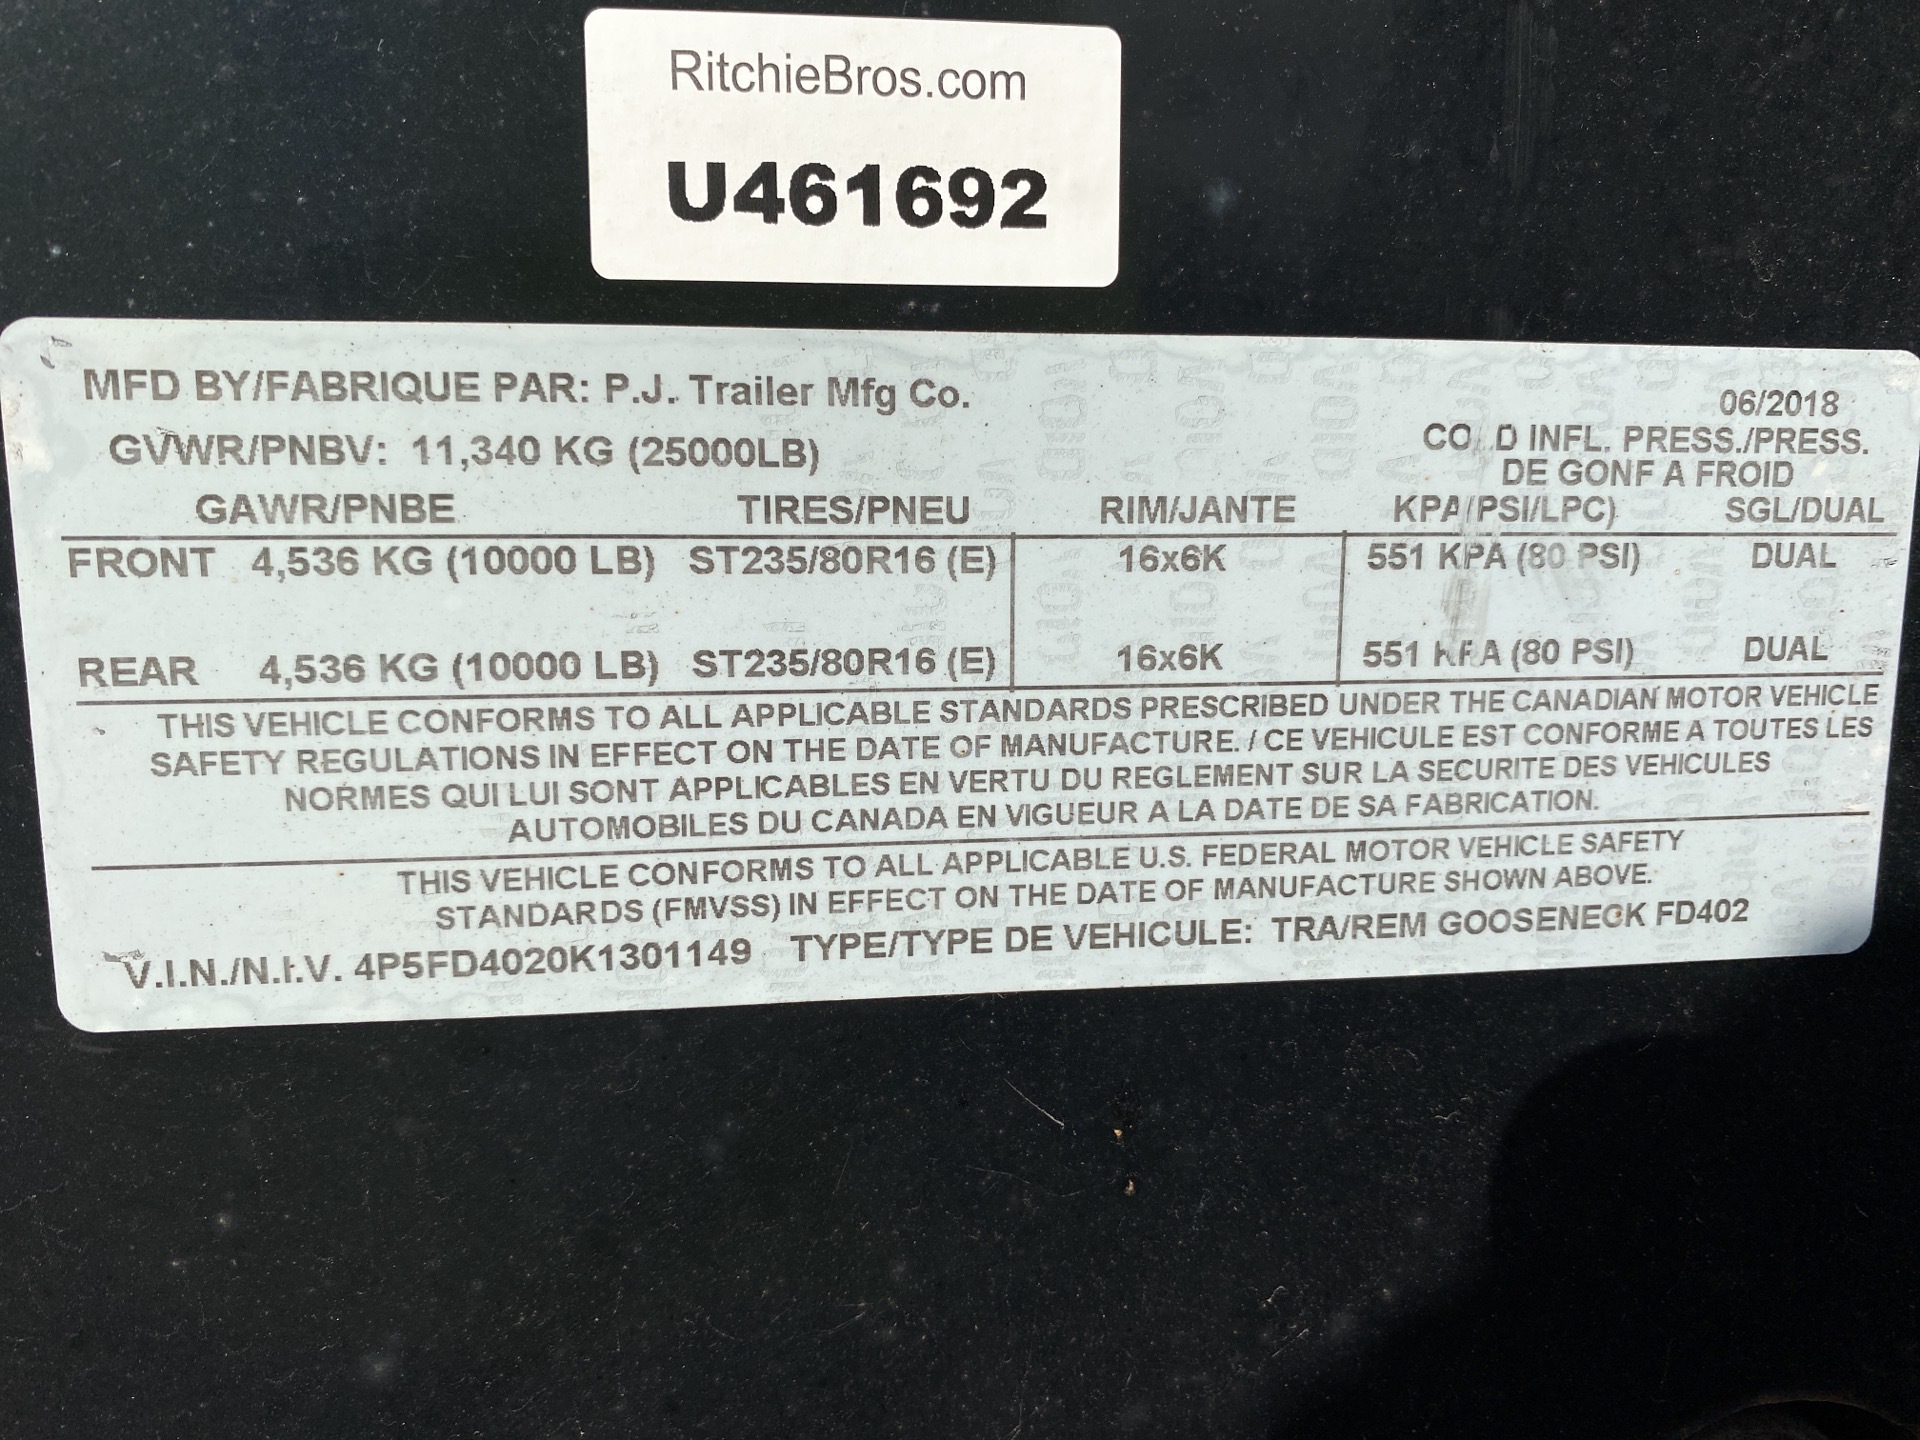 RitchieBros.com
U461692
MFD BY/FABRIQUE PAR: P.J. Trailer Mfg Co.
06/2018
GVWR/PNBV: 11,340 KG (25000LB)
CO D INFL. PRESS./PRESS.
DE GONF A FROID
GAWR/PNBE TIRES/PNEU RIM/JANTE KPA/PSI/LPC) SGL/DUAL
FRONT 4,536 KG (10000 LB) ST235/80R16 (E) 16x6K 551 KPA (80 PSI) DUAL
REAR 4,536 KG (10000 LB) ST235/80R16 (E) 16x6K 551 KPA (80 PSI) DUAL
THIS VEHICLE CONFORMS TO ALL APPLICABLE STANDARDS PRESCRIBED UNDER THE CANADIAN MOTOR VEHICLE
SAFETY REGULATIONS IN EFFECT ON THE DATE OF MANUFACTURE. / CE VEHICULE EST CONFORME A TOUTES LES
NORMES QUI LUI SONT APPLICABLES EN VERTU DU REGLEMENT SUR LA SECURITE DES VEHICULES
AUTOMOBILES DU CANADA EN VIGUEUR A LA DATE DE SA FABRICATION.
THIS VEHICLE CONFORMS TO ALL APPLICABLE U.S. FEDERAL MOTOR VEHICLE SAFETY
STANDARDS (FMVSS) IN EFFECT ON THE DATE OF MANUFACTURE SHOWN ABOVE.
V.I.N./N.I.V. 4P5FD4020K1301149 TYPE/TYPE DE VEHICULE: TRA/REM GOOSENECK FD402